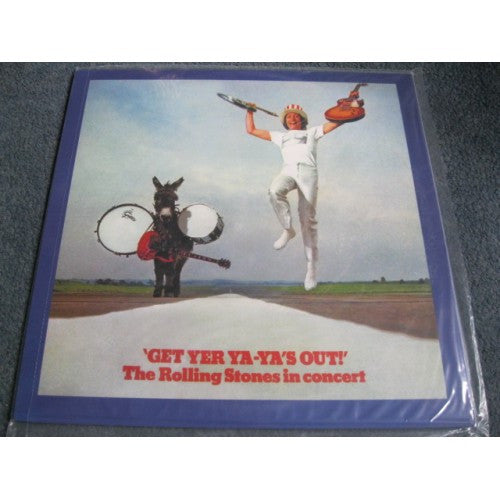 'GET YER YA-YA'S OUT!'
The Rolling Stones in concert